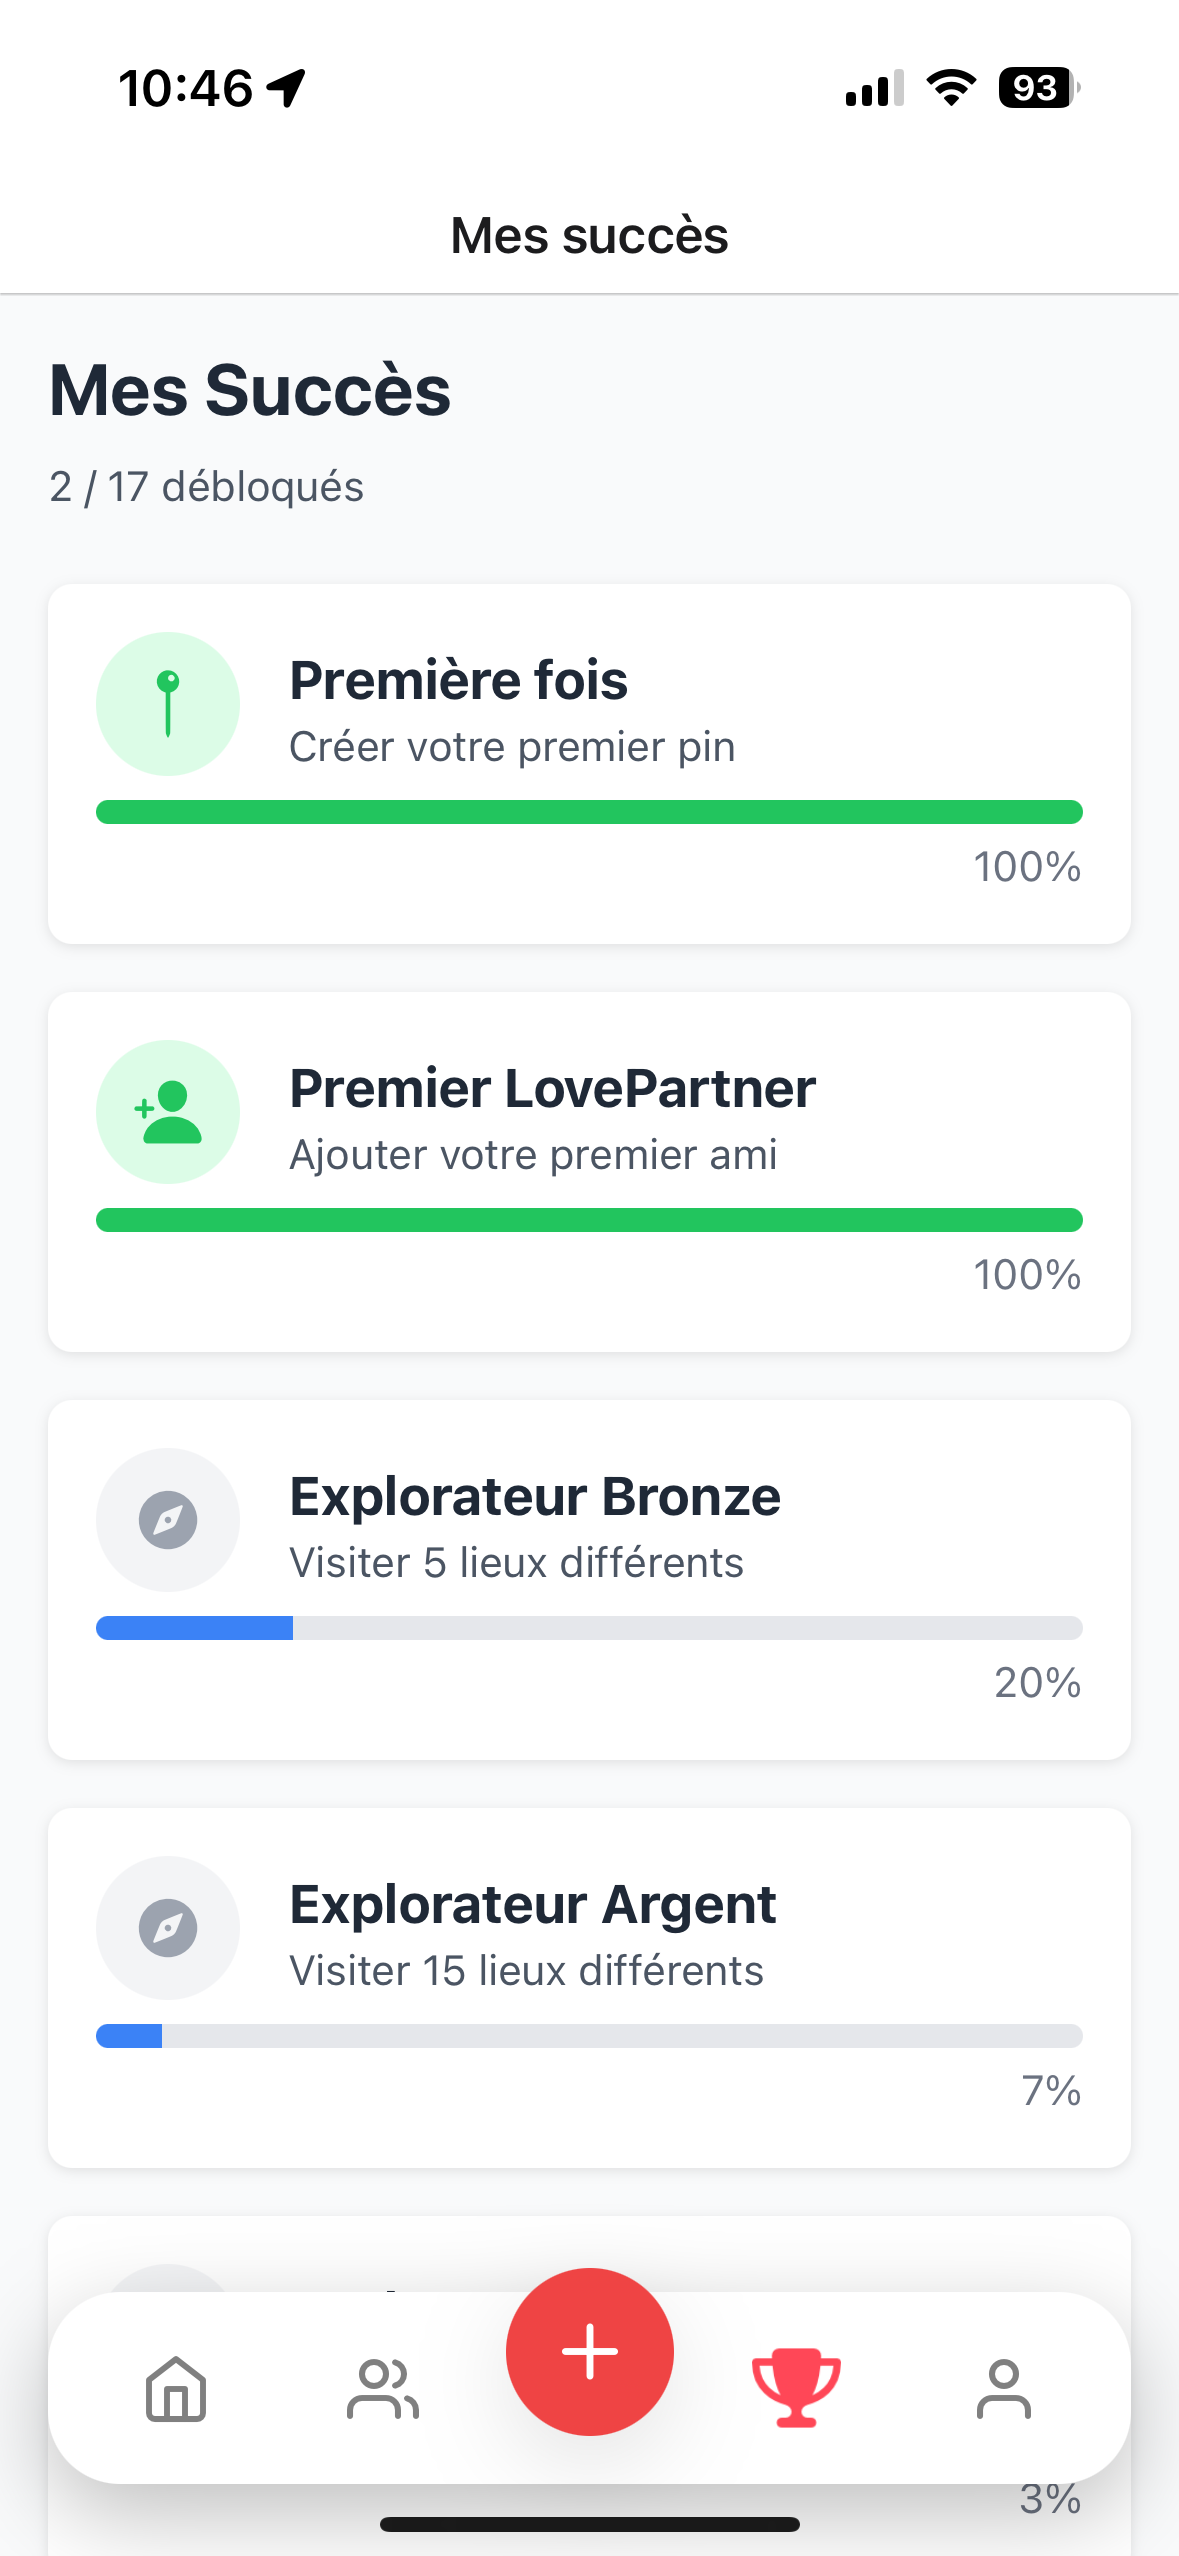 10:46
93
Mes succès
Mes Succès
2 / 17 débloqués
Première fois
Créer votre premier pin
100%
Premier LovePartner
Ajouter votre premier ami
100%
Explorateur Bronze
Visiter 5 lieux différents
20%
Explorateur Argent
Visiter 15 lieux différents
7%
3%